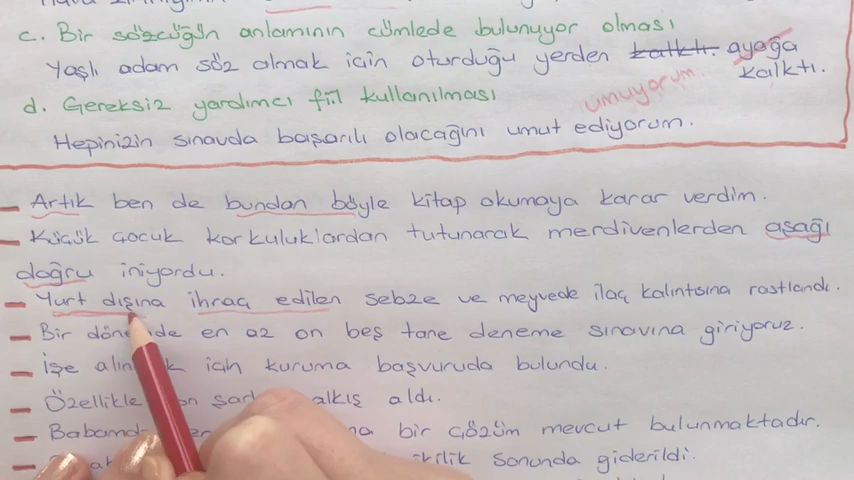 c. Bir sözcüğün anlamının cümlede bulunuyor olması
Yaşlı adam söz almak için oturduğu yerden kalktı. ayağa
kalktı.
d. Gereksiz yardımcı fiil kullanılması
umuyorum.
Hepinizin sınavda başarılı olacağını umut ediyorum.
– Artık ben de bundan böyle kitap okumaya karar verdim.
– Küçük çocuk korkuluklardan tutunarak merdivenlerden aşağı
doğru iniyordu.
– Yurt dışına ihraç edilen sebze ve meyvede ilaç kalıntısına rastlandı.
– Bir dönemde en az on beş tane deneme sınavına giriyoruz.
– İşe için kuruma başvuruda bulundu.
– Özellikle alkış aldı.
– bir çözüm mevcut bulunmaktadır.
– sonunda giderildi.